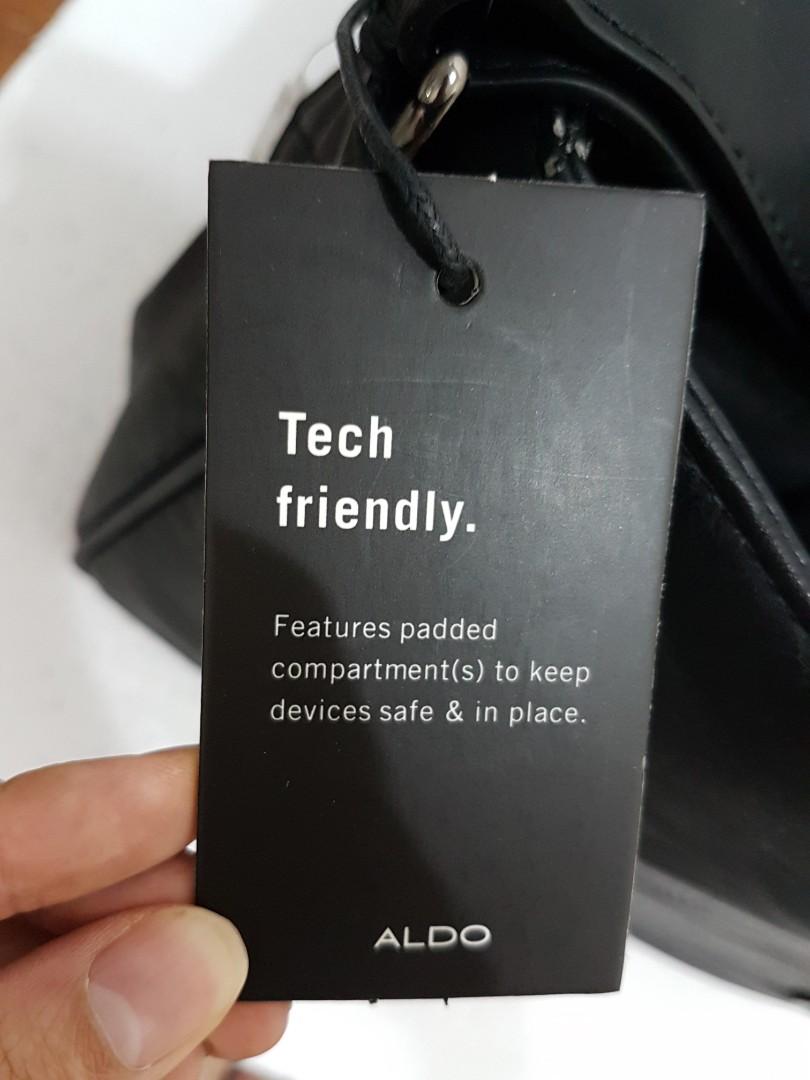 Tech
friendly.
Features padded
compartment(s) to keep
devices safe & in place.
ALDO